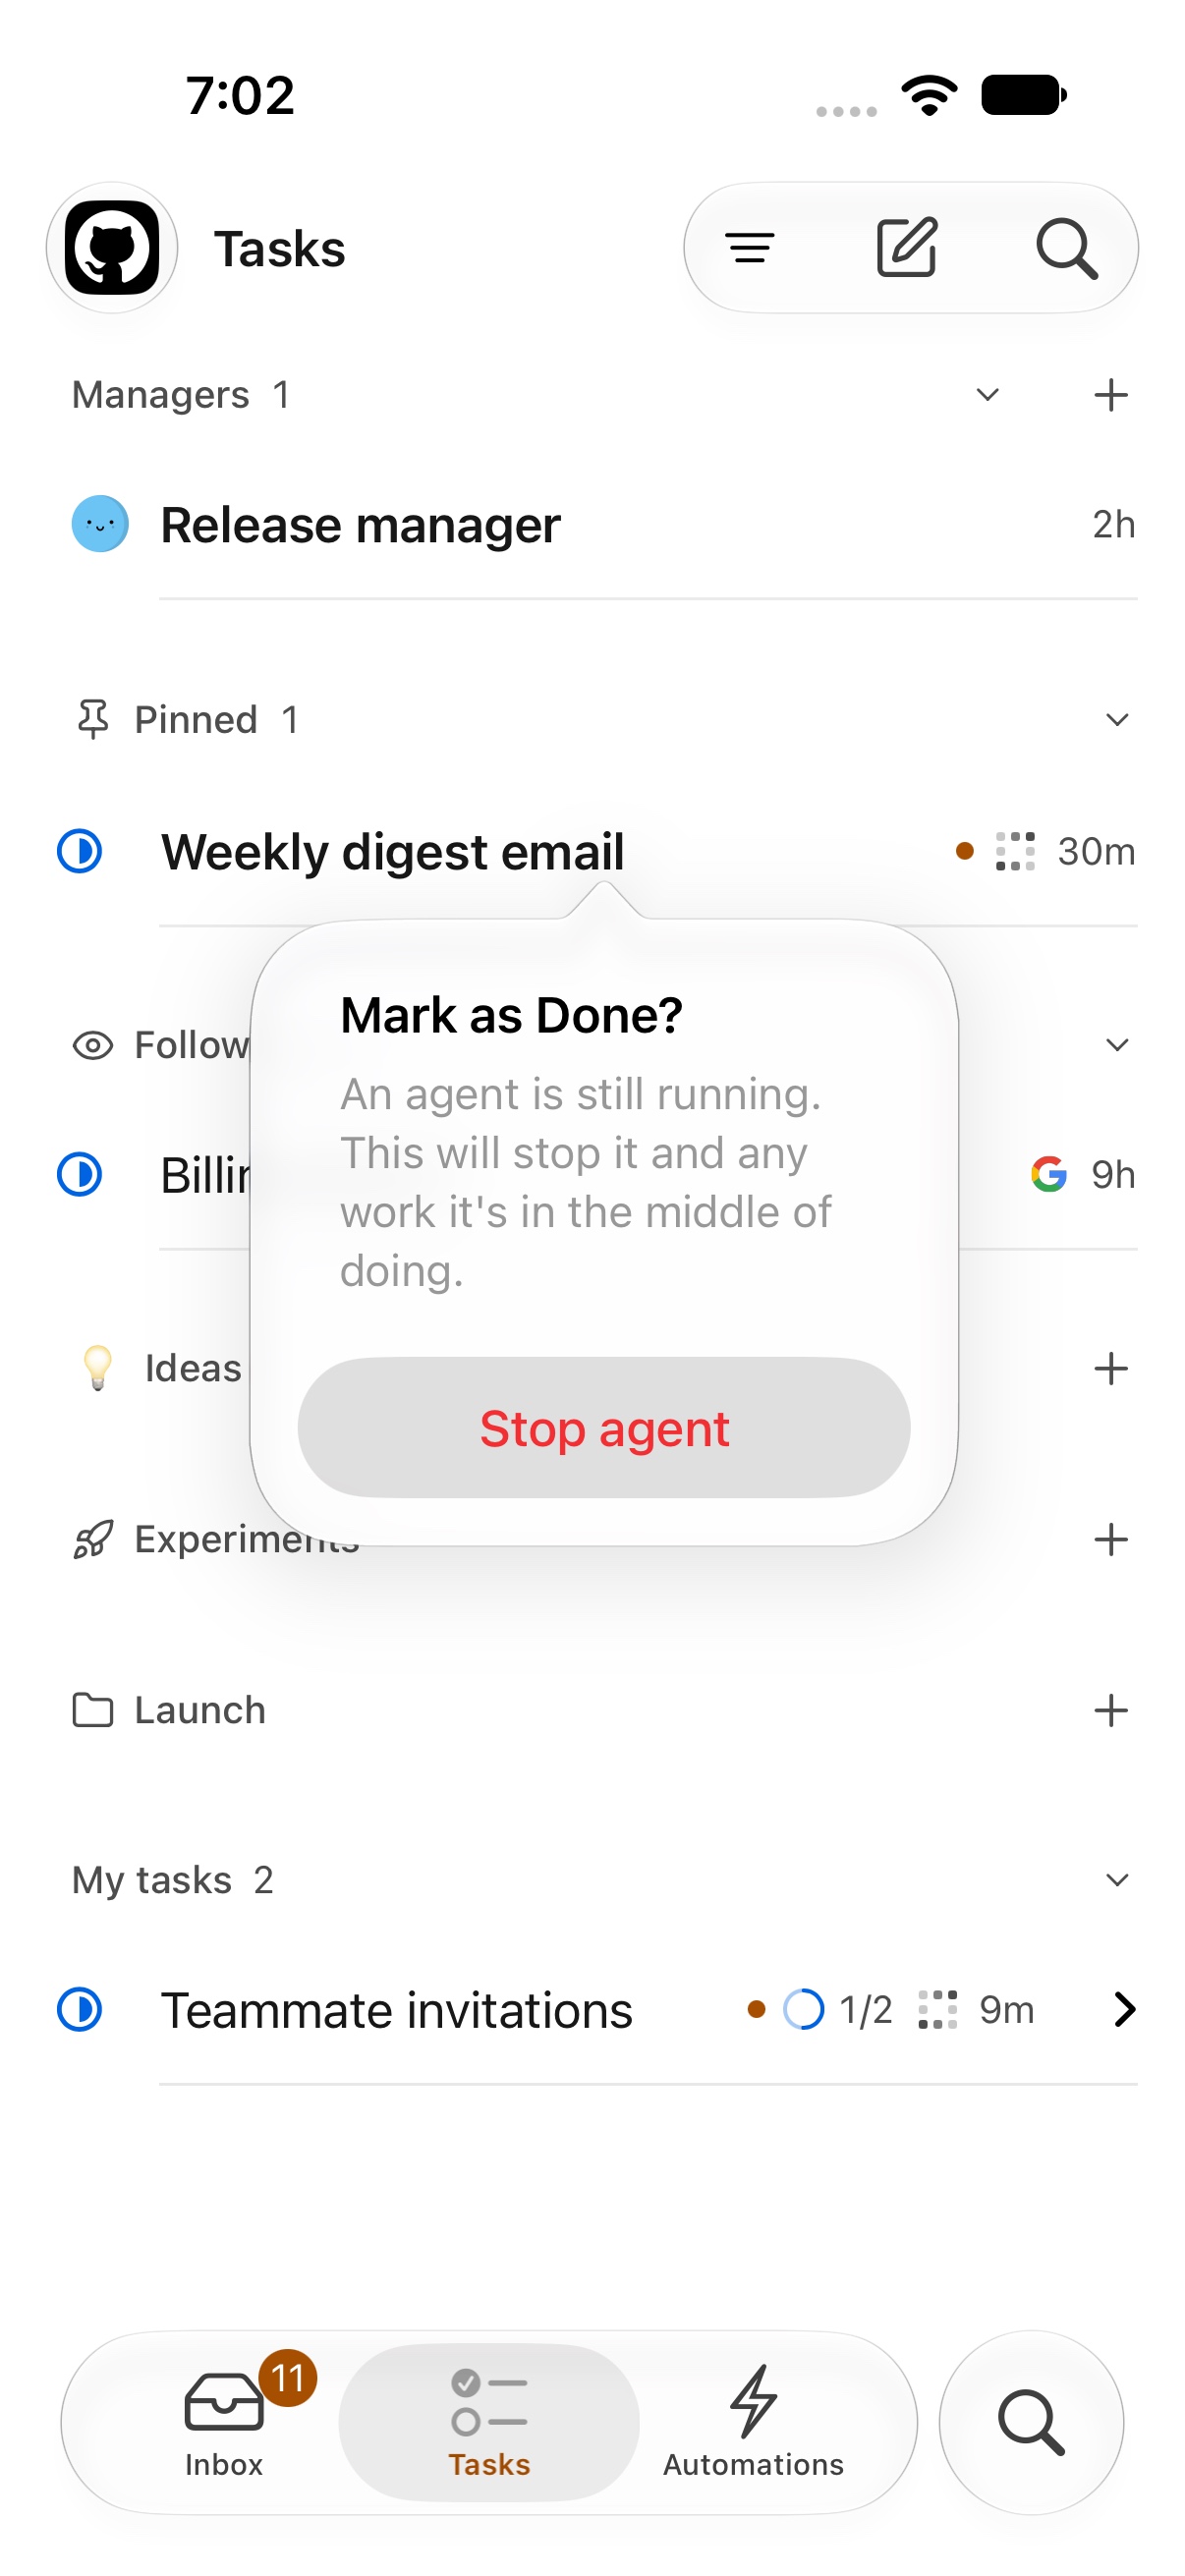 7:02
Tasks
Managers 1
Release manager 2h
Pinned 1
Weekly digest email 30m
Mark as Done?
An agent is still running.
This will stop it and any
work it's in the middle of
doing.
Stop agent
Follow
Billin
9h
Ideas
Experiments
Launch
My tasks 2
Teammate invitations 1/2 9m
11
Inbox
Tasks
Automations